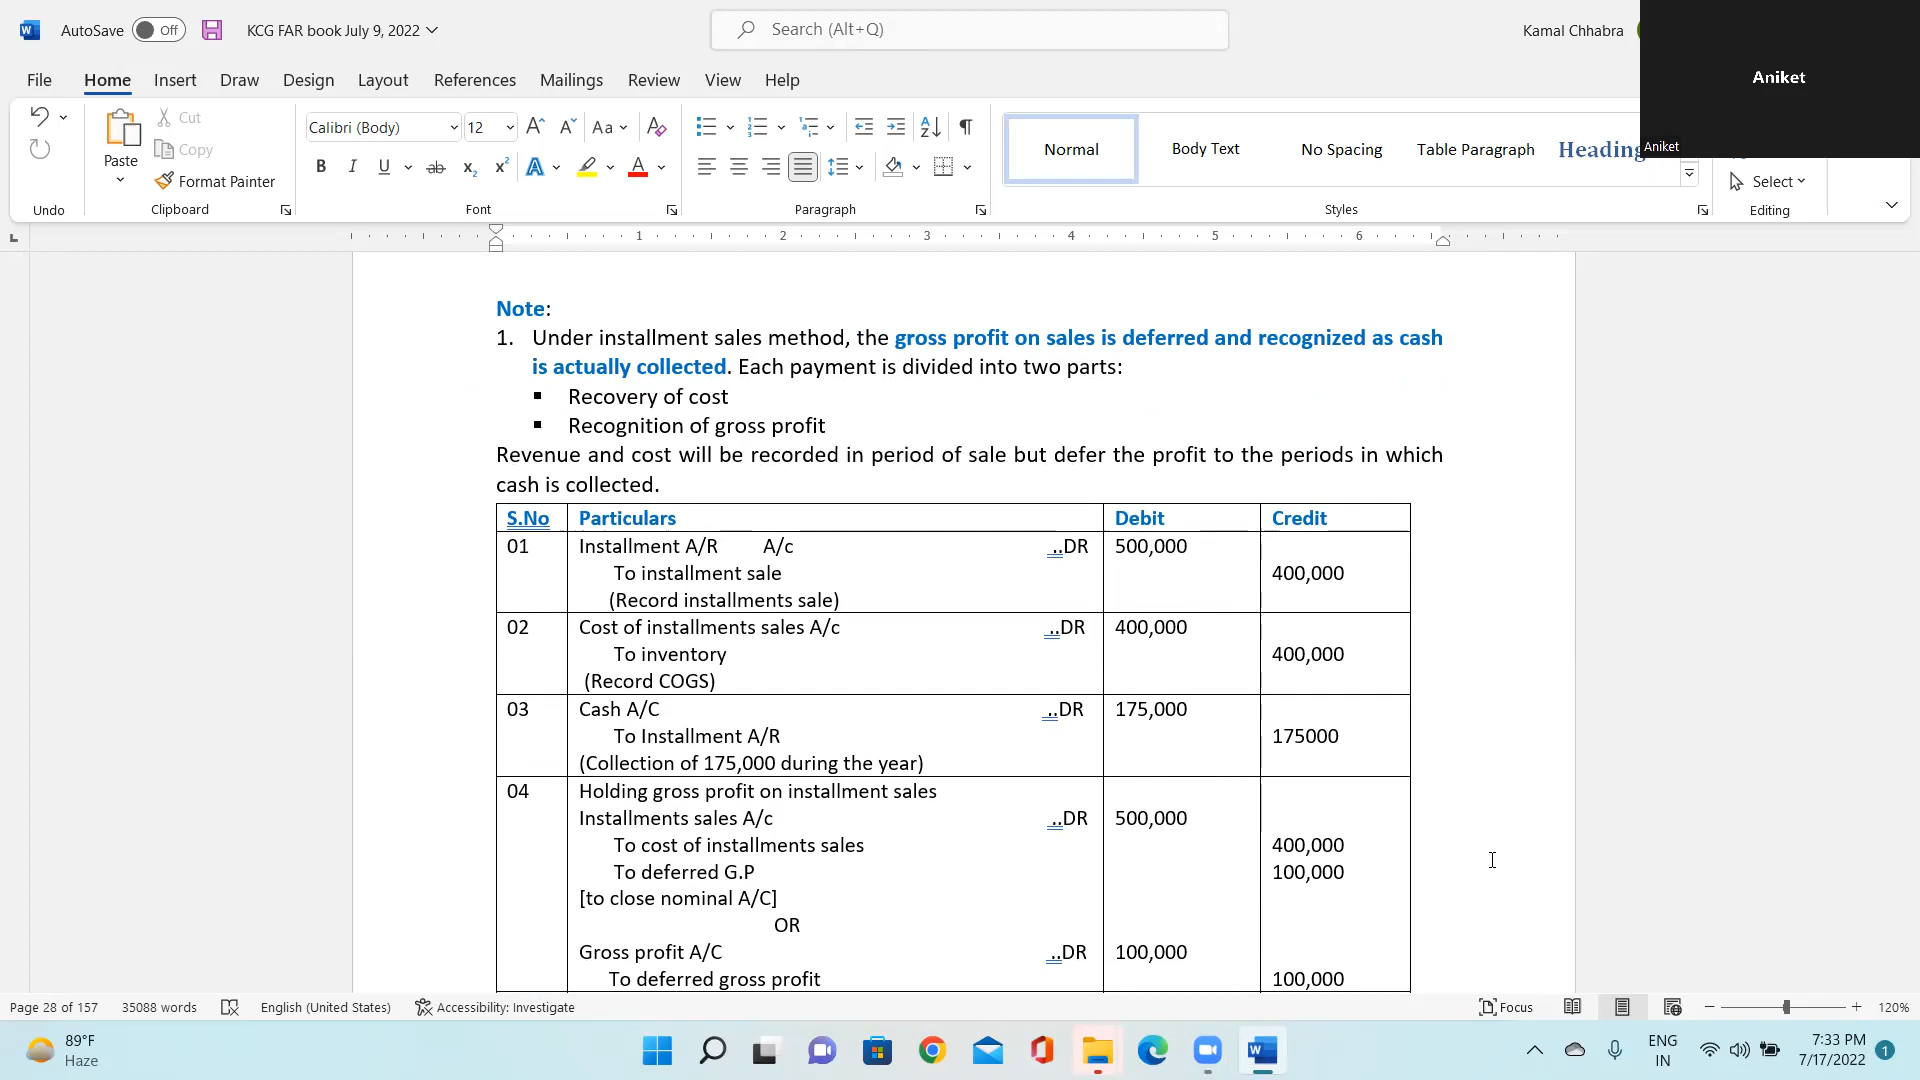 AutoSave Off KCG FAR book July 9, 2022 Search (Alt+Q) Kamal Chhabra
Aniket
File Home Insert Draw Design Layout References Mailings Review View Help
Paste Cut
Copy
Format Painter
Calibri (Body) 12
Normal Body Text No Spacing Table Paragraph Heading Aniket
Select
Undo Clipboard Font Paragraph Styles Editing
1 2 3 4 5 6
Note:
1. Under installment sales method, the gross profit on sales is deferred and recognized as cash
is actually collected. Each payment is divided into two parts:
▪ Recovery of cost
▪ Recognition of gross profit
Revenue and cost will be recorded in period of sale but defer the profit to the periods in which
cash is collected.
S.No Particulars Debit Credit
01 Installment A/R A/c ..DR 500,000
To installment sale 400,000
(Record installments sale)
02 Cost of installments sales A/c ..DR 400,000
To inventory 400,000
(Record COGS)
03 Cash A/C ..DR 175,000
To Installment A/R 175000
(Collection of 175,000 during the year)
04 Holding gross profit on installment sales
Installments sales A/c ..DR 500,000
To cost of installments sales 400,000
To deferred G.P 100,000
[to close nominal A/C]
OR
Gross profit A/C ..DR 100,000
To deferred gross profit 100,000
Page 28 of 157 35088 words English (United States) Accessibility: Investigate Focus 120%
89°F
Haze
ENG
IN
7:33 PM
7/17/2022
1